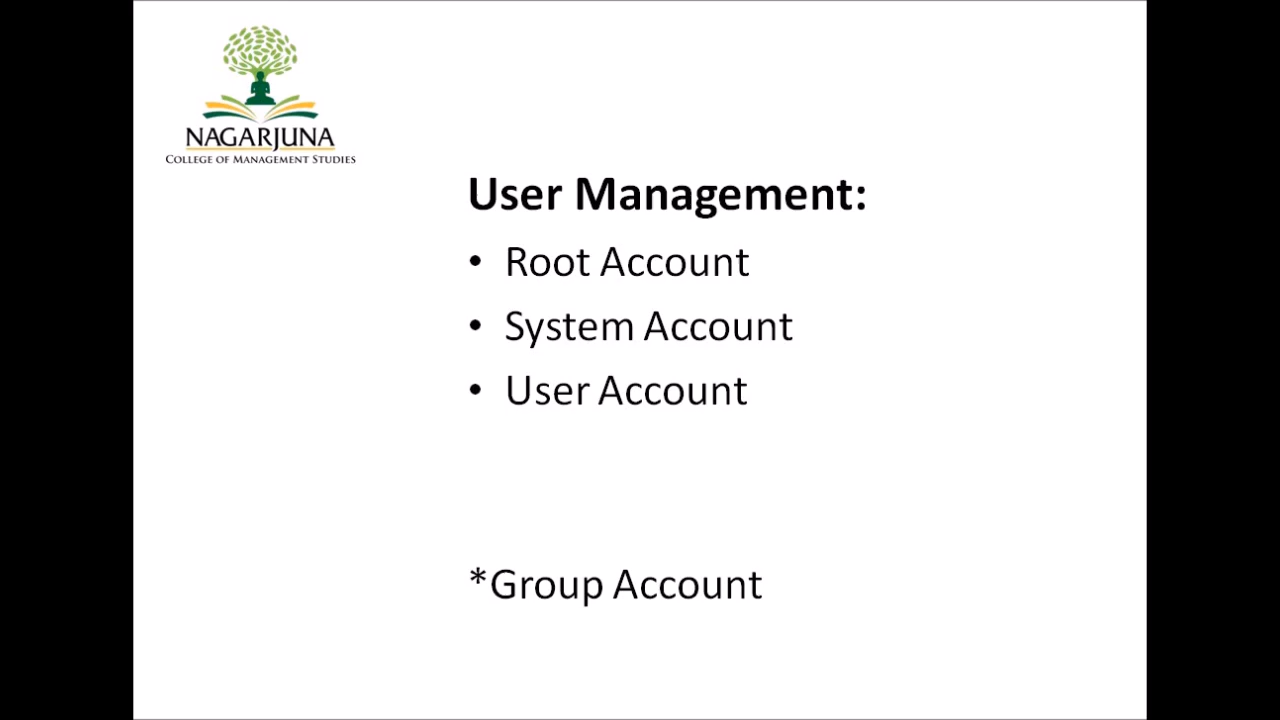 NAGARJUNA
COLLEGE OF MANAGEMENT STUDIES
User Management:
• Root Account
• System Account
• User Account
*Group Account